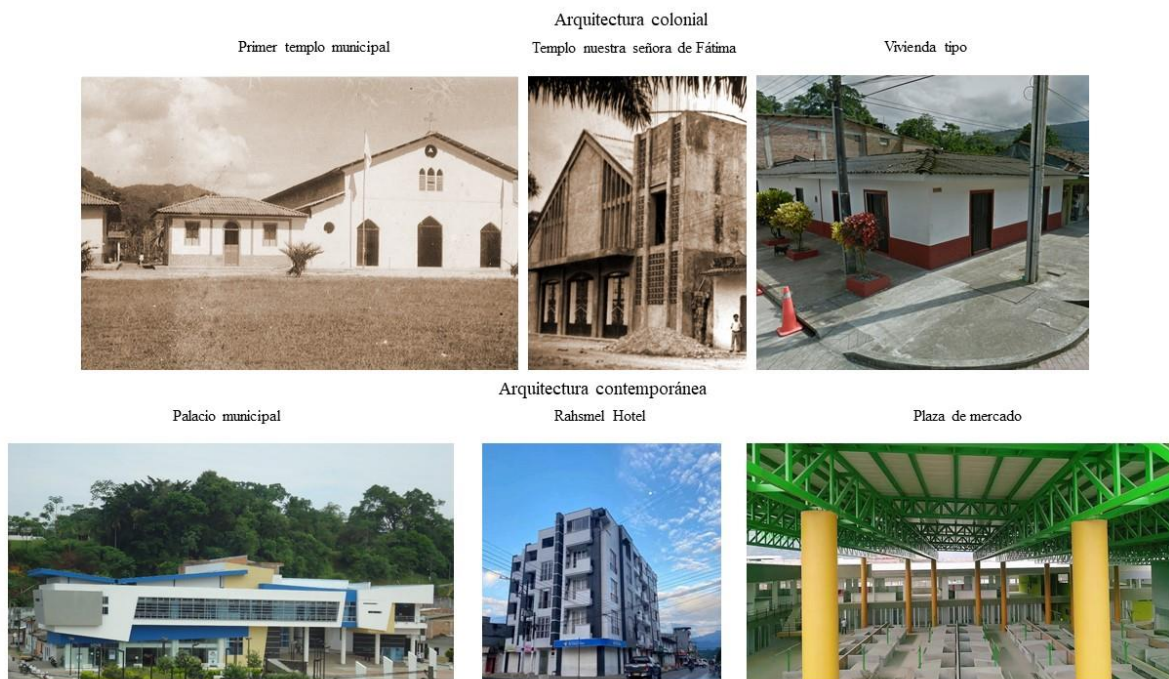 Arquitectura colonial
Primer templo municipal
Templo nuestra señora de Fátima
Vivienda tipo
Arquitectura contemporánea
Palacio municipal
Rahsmel Hotel
Plaza de mercado